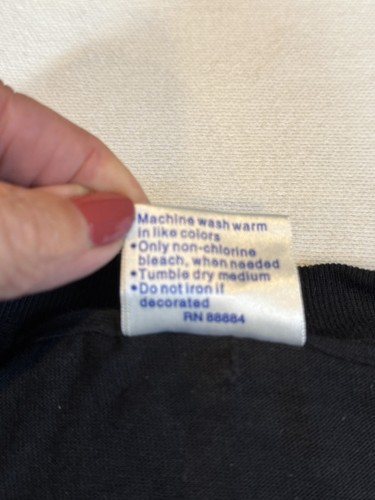 Machine wash warm
in like colors
•Only non-chlorine
bleach, when needed
•Tumble dry medium
•Do not iron if
decorated
RN 88884